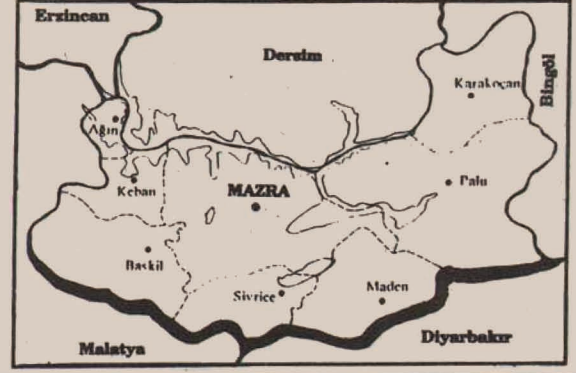 Erzincan
Dersim
Bingöl
Karakoçan
Ağın
Keban
MAZRA
Palu
Baskil
Sivrice
Maden
Malatya
Diyarbakır